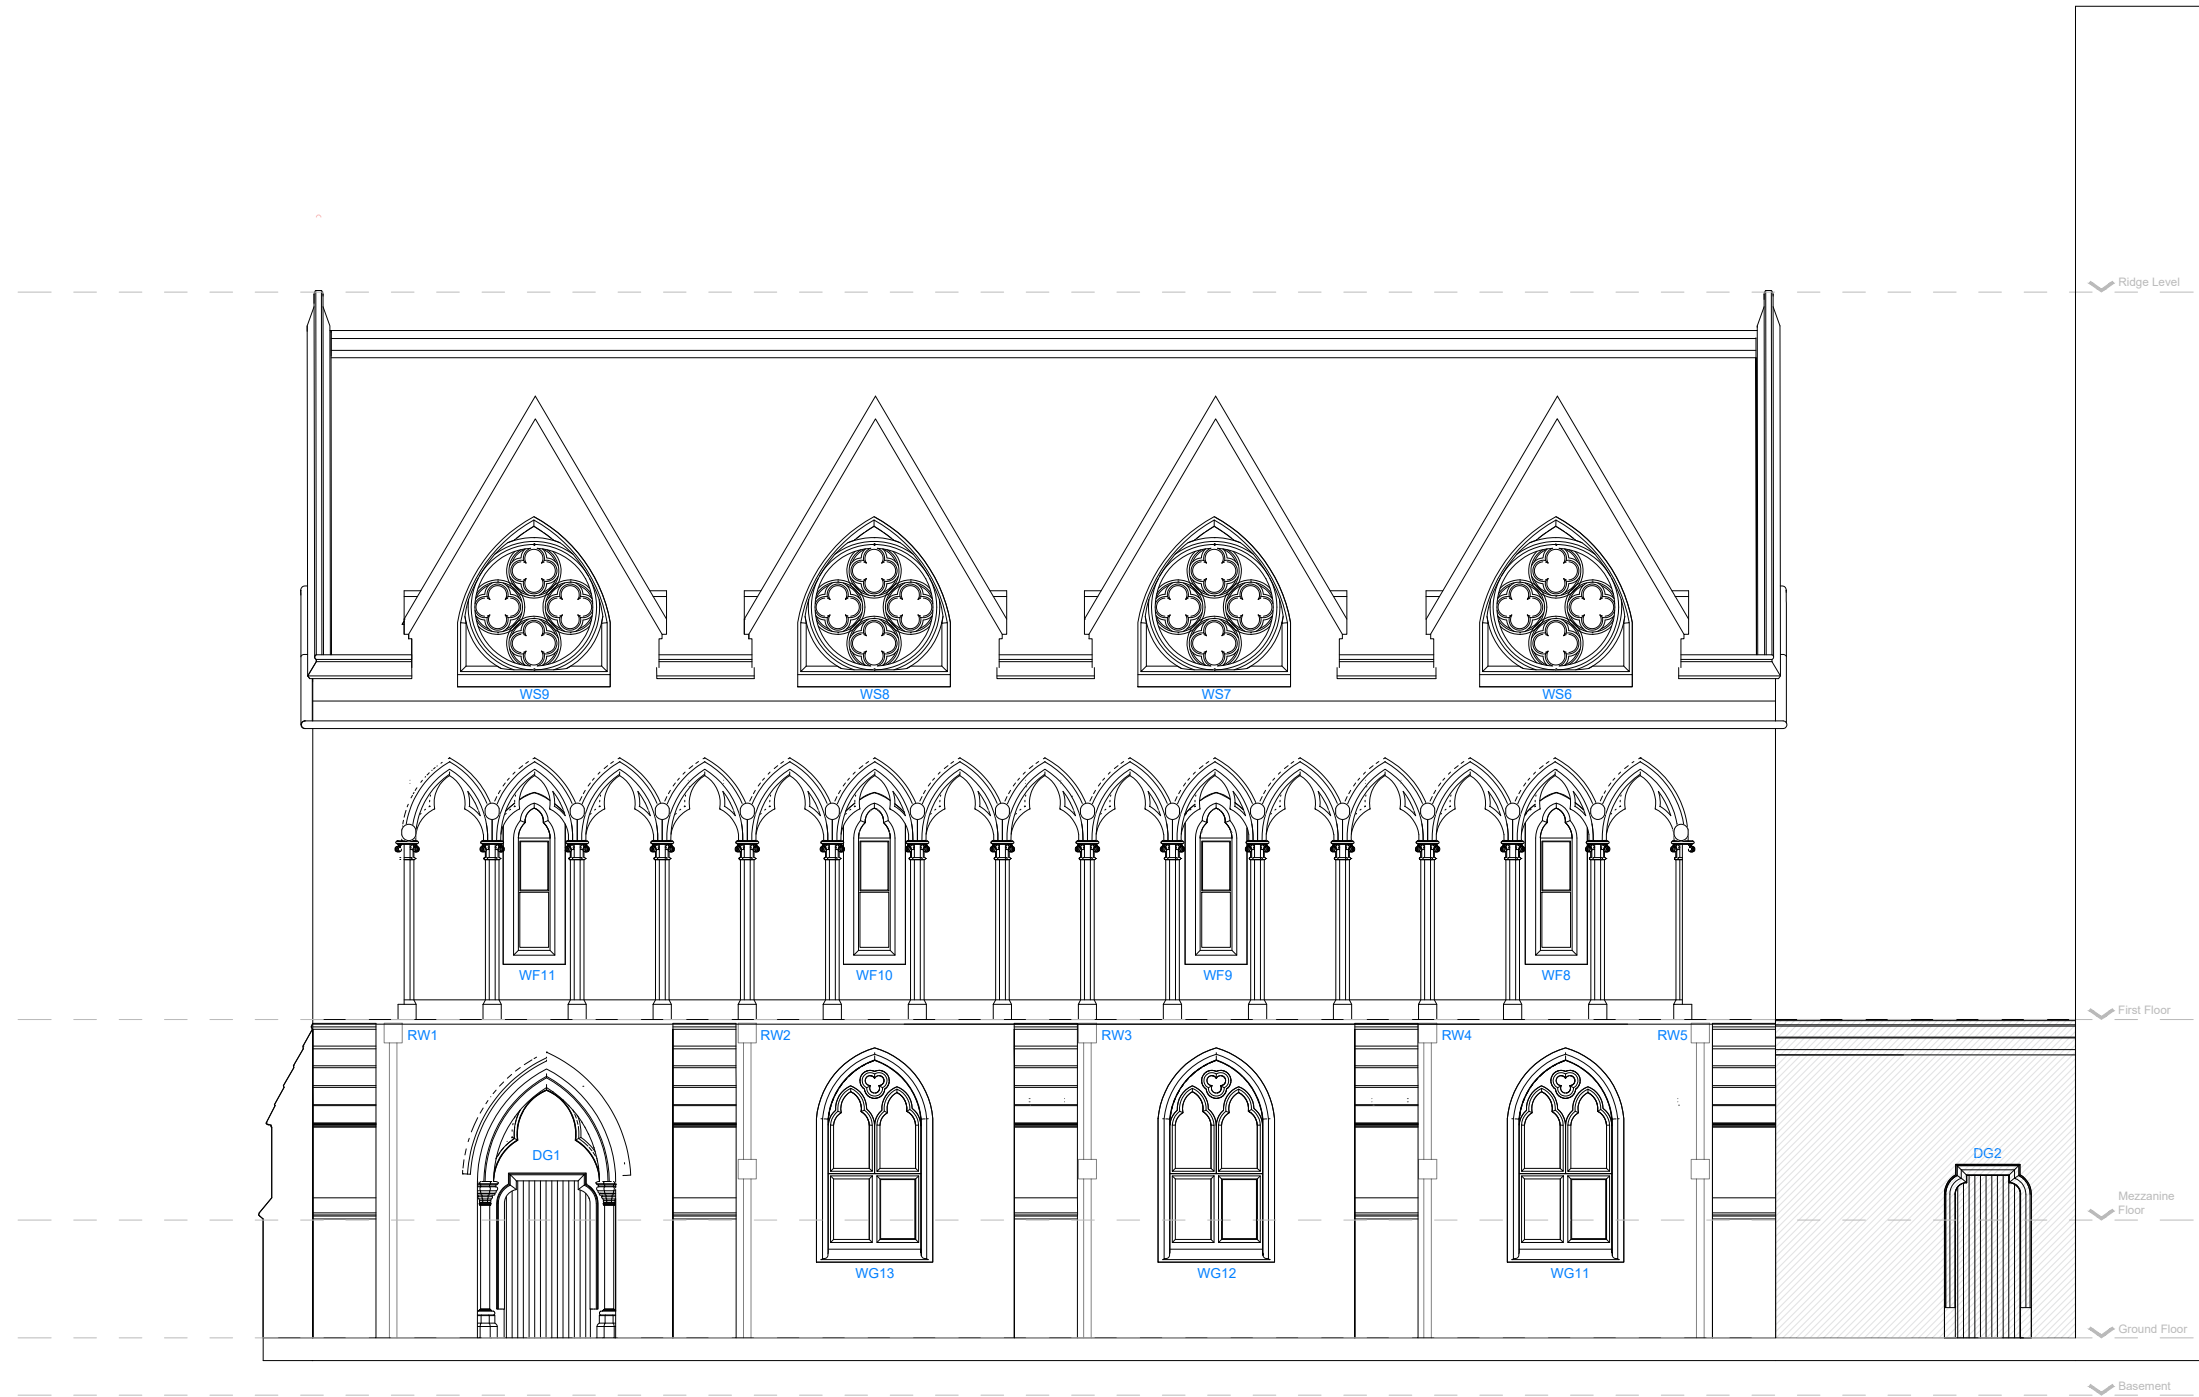 Ridge Level
WS9
WS8
WS7
WS6
WF11
WF10
WF9
WF8
First Floor
RW1
RW2
RW3
RW4
RW5
DG1
DG2
Mezzanine
Floor
WG13
WG12
WG11
Ground Floor
Basement